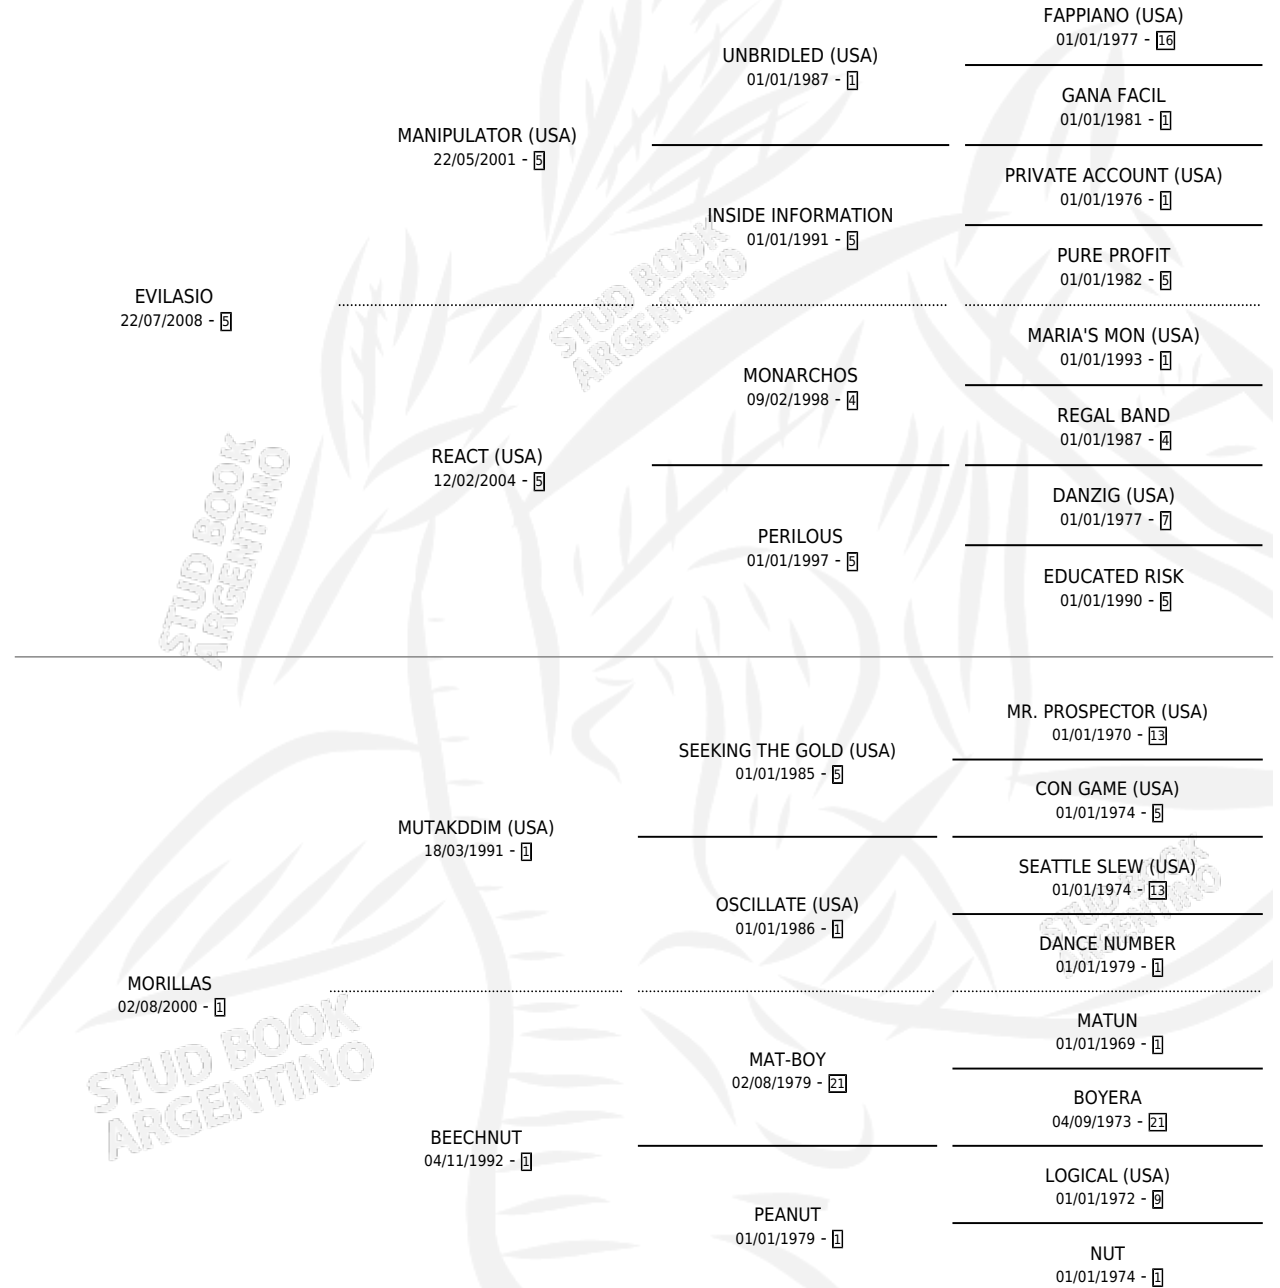 FAPPIANO (USA)
01/01/1977 - 16
UNBRIDLED (USA)
01/01/1987 - 1
GANA FACIL
01/01/1981 - 1
MANIPULATOR (USA)
22/05/2001 - 5
PRIVATE ACCOUNT (USA)
01/01/1976 - 1
INSIDE INFORMATION
01/01/1991 - 5
PURE PROFIT
01/01/1982 - 5
EVILASIO
22/07/2008 - 5
MARIA'S MON (USA)
01/01/1993 - 1
MONARCHOS
09/02/1998 - 4
REGAL BAND
01/01/1987 - 4
REACT (USA)
12/02/2004 - 5
DANZIG (USA)
01/01/1977 - 7
PERILOUS
01/01/1997 - 5
EDUCATED RISK
01/01/1990 - 5
MR. PROSPECTOR (USA)
01/01/1970 - 13
SEEKING THE GOLD (USA)
01/01/1985 - 5
CON GAME (USA)
01/01/1974 - 5
MUTAKDDIM (USA)
18/03/1991 - 1
SEATTLE SLEW (USA)
01/01/1974 - 13
OSCILLATE (USA)
01/01/1986 - 1
DANCE NUMBER
01/01/1979 - 1
MORILLAS
02/08/2000 - 1
MATUN
01/01/1969 - 1
MAT-BOY
02/08/1979 - 21
BOYERA
04/09/1973 - 21
BEECHNUT
04/11/1992 - 1
LOGICAL (USA)
01/01/1972 - 9
PEANUT
01/01/1979 - 1
NUT
01/01/1974 - 1
STUD BOOK
ARGENTINO
STUD BOOK
ARGENTINO
STUD BOOK
ARGENTINO
STUD BOOK
ARGENTINO